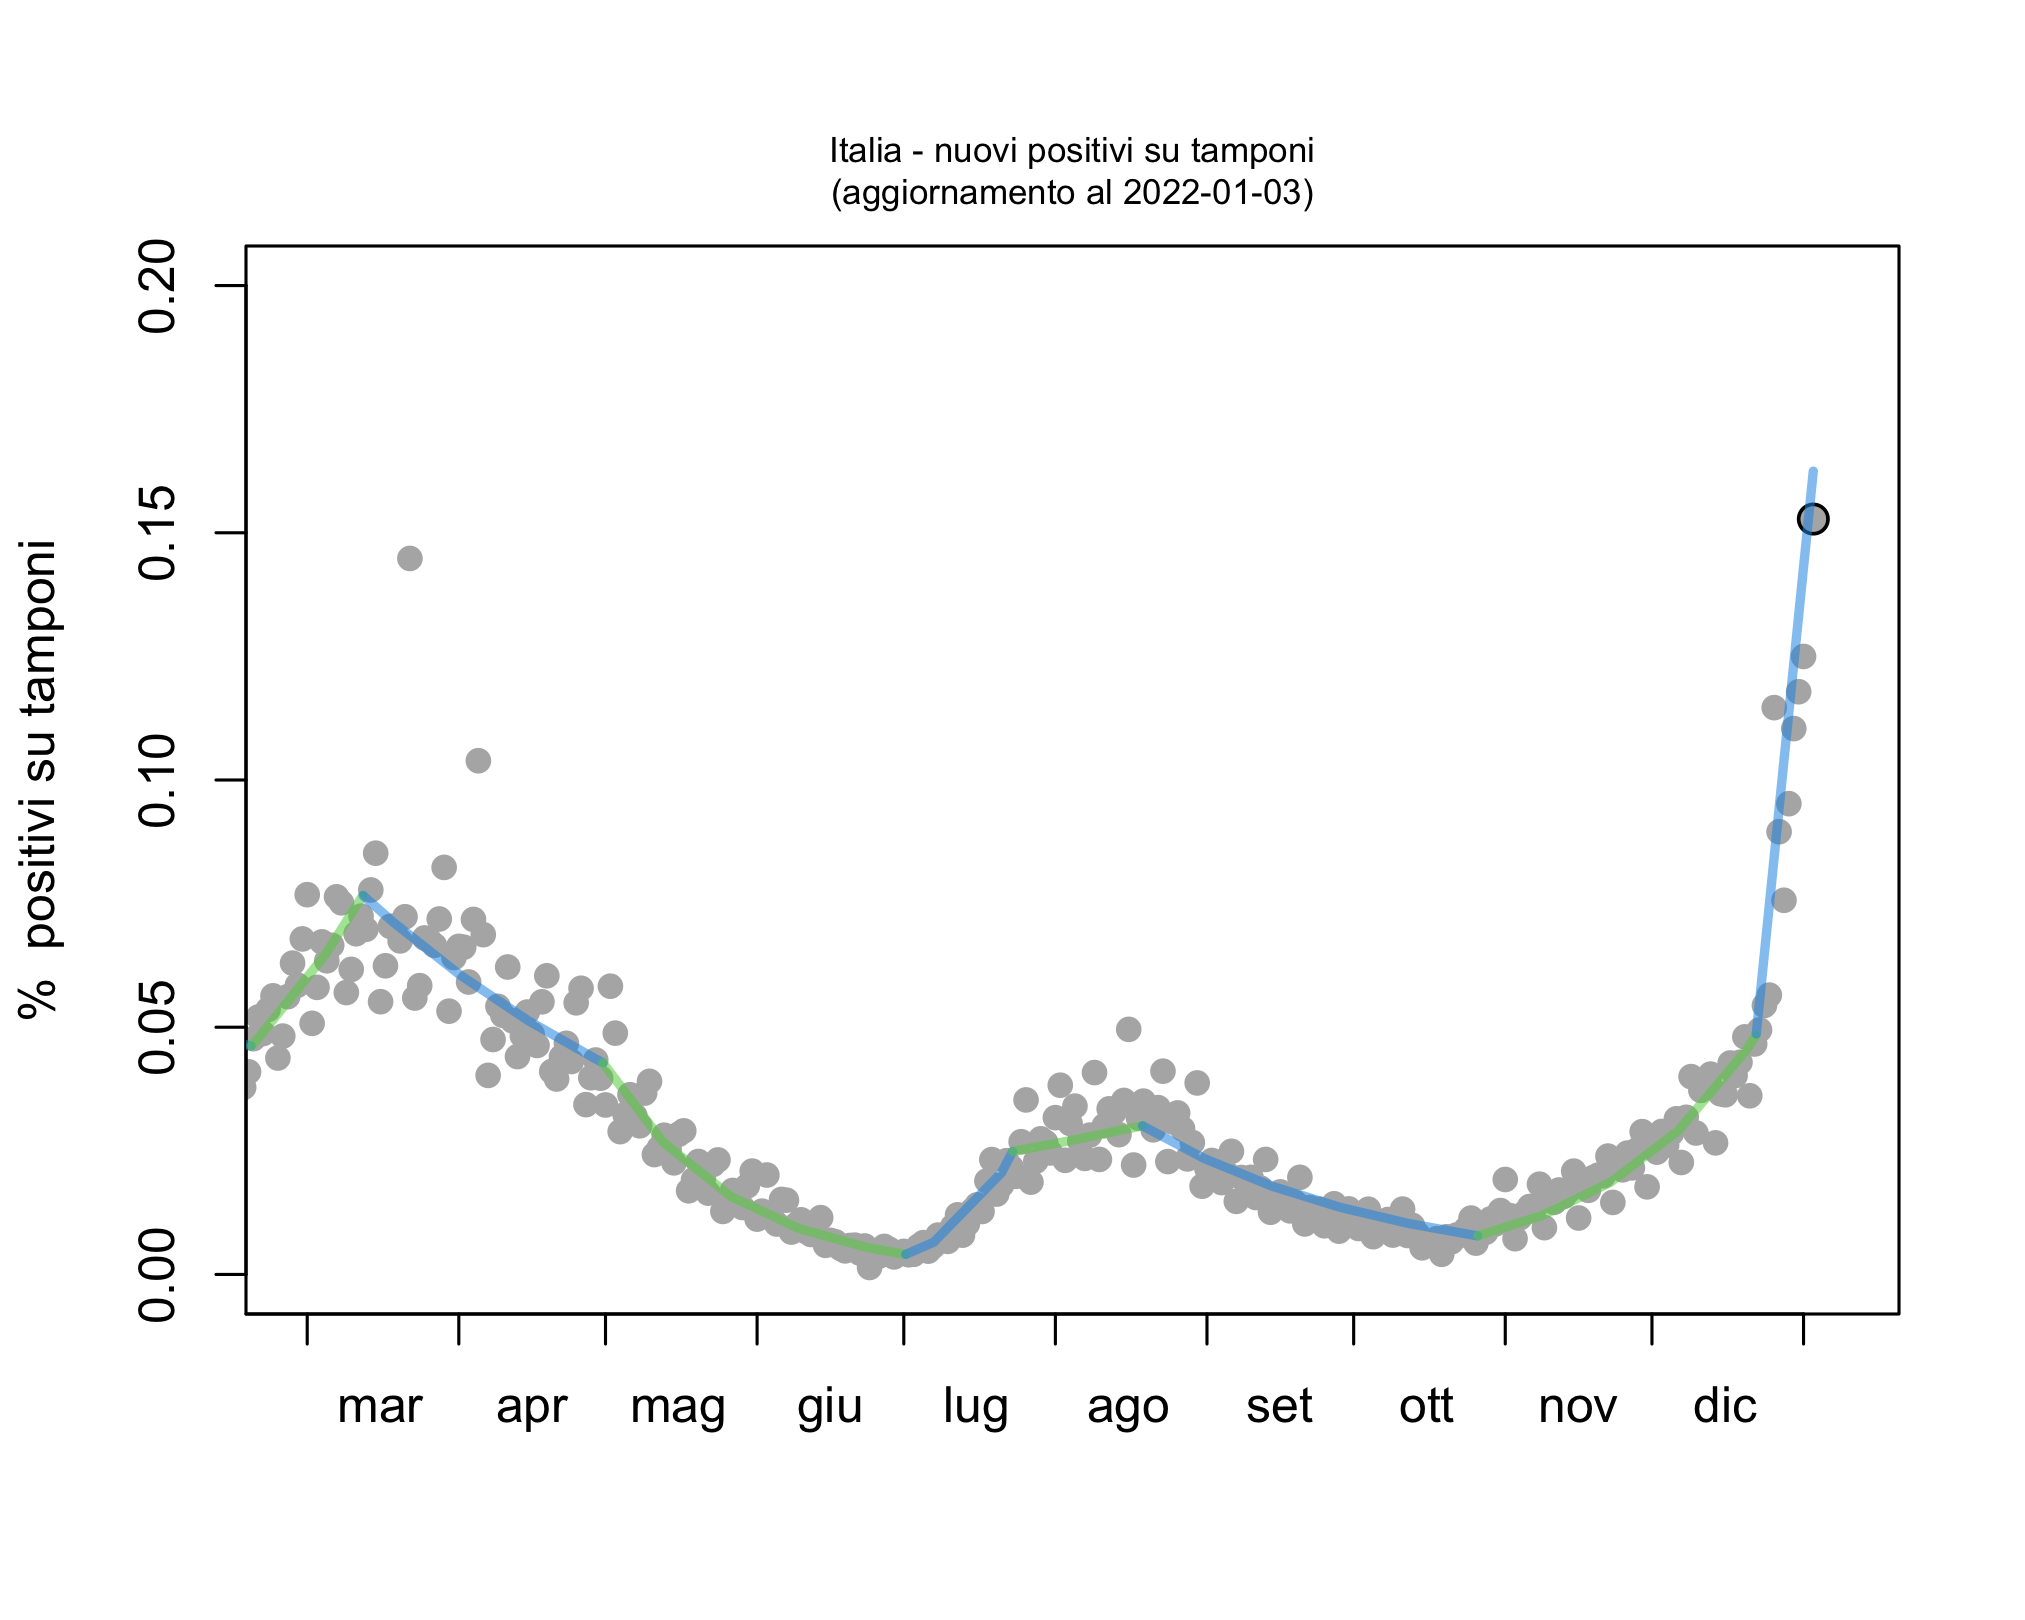 Italia - nuovi positivi su tamponi
(aggiornamento al 2022-01-03)
% positivi su tamponi
0.20
0.15
0.10
0.05
0.00
mar apr mag giu lug ago set ott nov dic